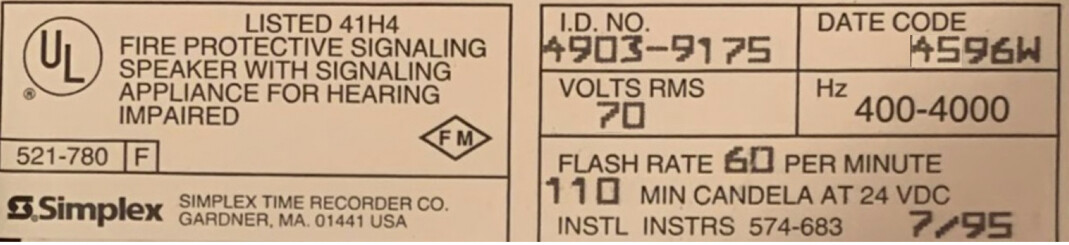 LISTED 41H4
UL
FIRE PROTECTIVE SIGNALING
SPEAKER WITH SIGNALING
APPLIANCE FOR HEARING
IMPAIRED
®
FM
521-780 F
Simplex
SIMPLEX TIME RECORDER CO.
GARDNER, MA. 01441 USA
I.D. NO.
4903-9175
DATE CODE
4596W
VOLTS RMS
70
Hz
400-4000
FLASH RATE 60 PER MINUTE
110 MIN CANDELA AT 24 VDC
INSTL INSTRS 574-683 7/95